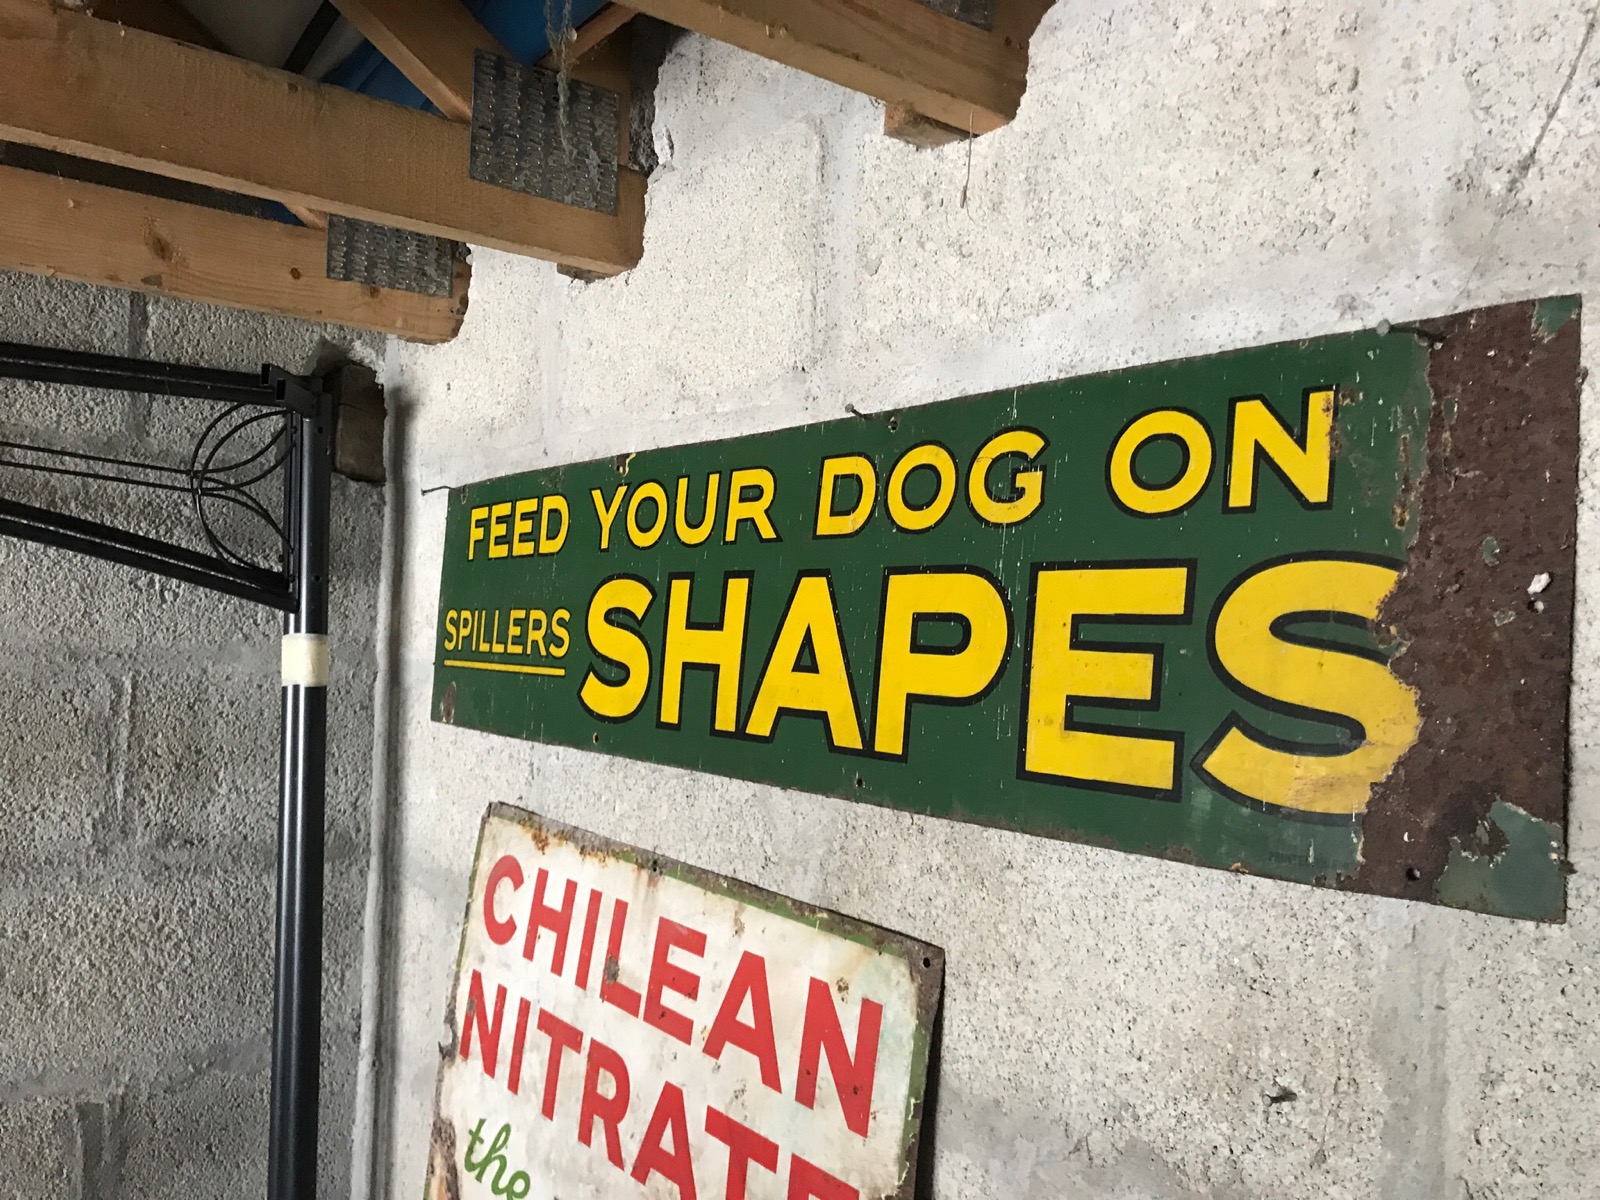 FEED YOUR DOG ON
SPILLERS SHAPES
CHILEAN
NITRATE
the